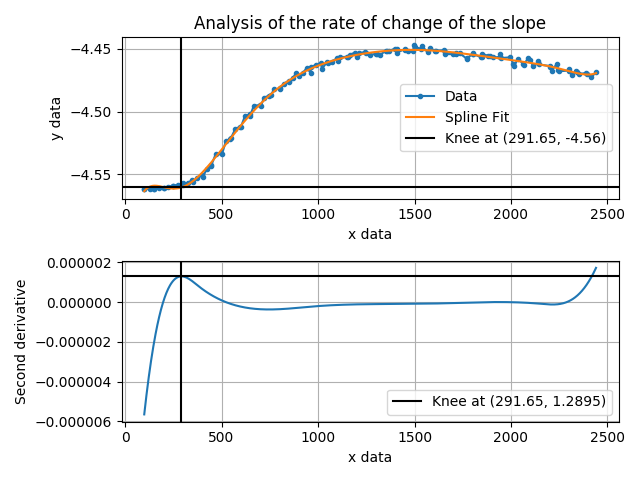 Analysis of the rate of change of the slope
−4.45
−4.50
−4.55
y data
Data
Spline Fit
Knee at (291.65, -4.56)
0
500
1000
1500
2000
2500
x data
0.000002
0.000000
−0.000002
−0.000004
−0.000006
Second derivative
Knee at (291.65, 1.2895)
0
500
1000
1500
2000
2500
x data